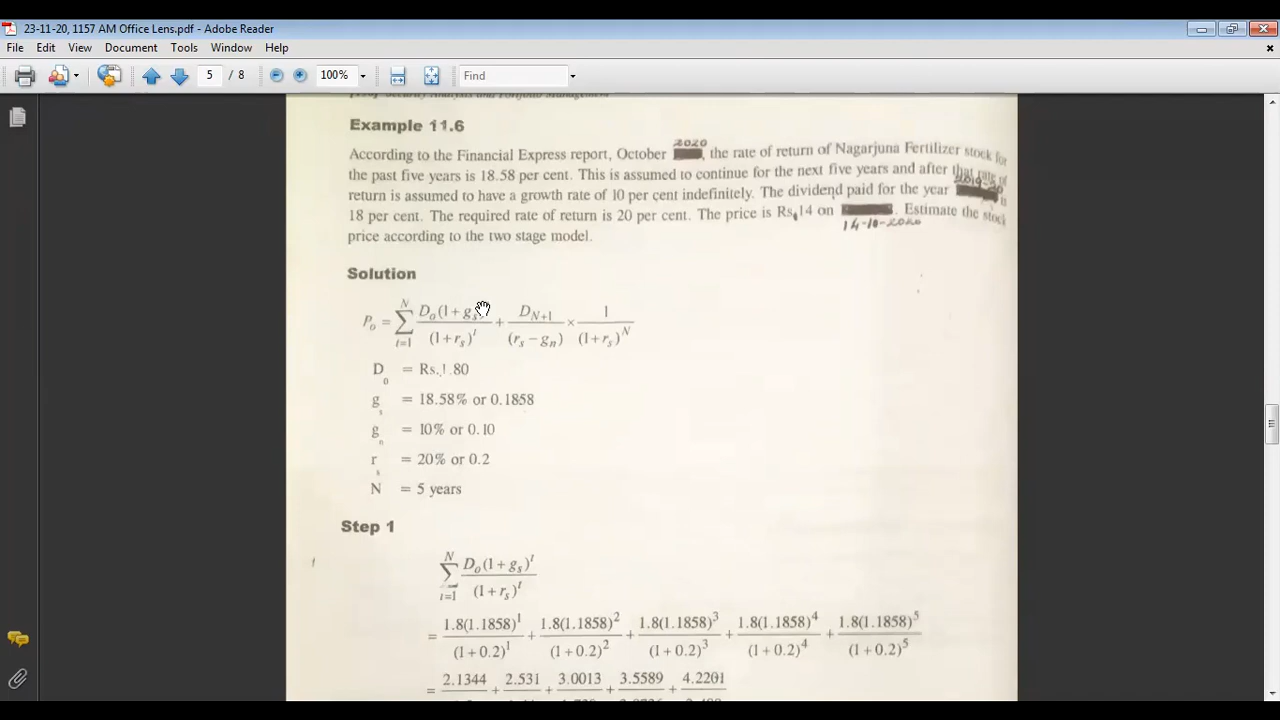 23-11-20, 1157 AM Office Lens.pdf - Adobe Reader
File Edit View Document Tools Window Help
5 / 8 100% Find
Security Analysis and Portfolio Management
Example 11.6
2020
According to the Financial Express report, October , the rate of return of Nagarjuna Fertilizer stock for
the past five years is 18.58 per cent. This is assumed to continue for the next five years and after that rate of
return is assumed to have a growth rate of 10 per cent indefinitely. The dividend paid for the year
18 per cent. The required rate of return is 20 per cent. The price is Rs. 14 on . Estimate the stock
14-10-2020
price according to the two stage model.
Solution
P₀ = Σ_{t=1}^{N} D₀(1 + gₛ / (1 + rₛ)^t + D_{N+1} / (rₛ − gₙ) × 1 / (1 + rₛ)^N
D₀ = Rs. 1.80
gₛ = 18.58% or 0.1858
gₙ = 10% or 0.10
rₛ = 20% or 0.2
N = 5 years
Step 1
Σ_{t=1}^{N} D₀(1 + gₛ)^t / (1 + rₛ)^t
= 1.8(1.1858)^1 / (1 + 0.2)^1 + 1.8(1.1858)^2 / (1 + 0.2)^2 + 1.8(1.1858)^3 / (1 + 0.2)^3 + 1.8(1.1858)^4 / (1 + 0.2)^4 + 1.8(1.1858)^5 / (1 + 0.2)^5
= 2.1344 + 2.531 + 3.0013 + 3.5589 + 4.2201